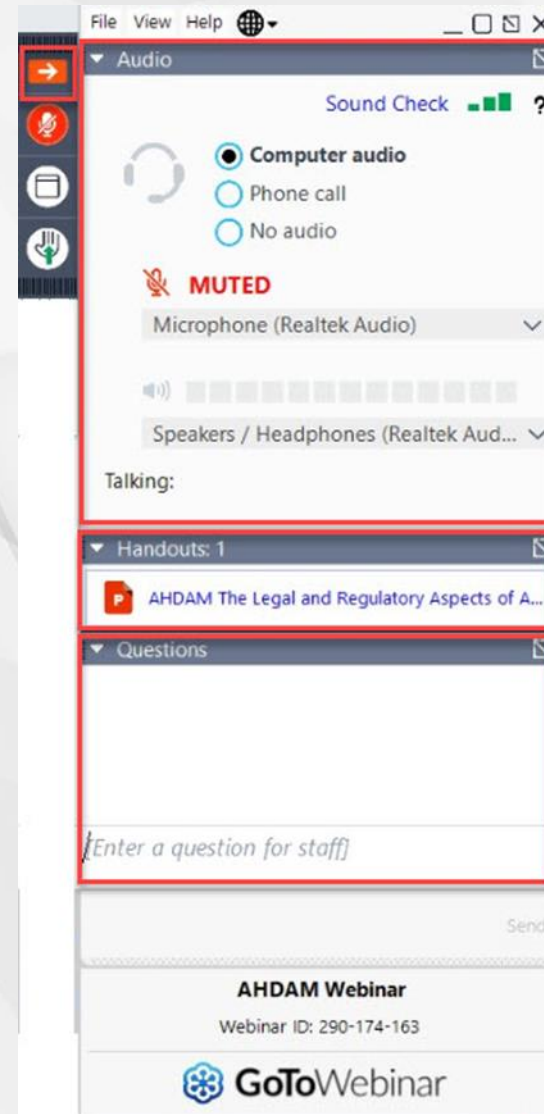 File View Help
Audio
Sound Check ?
Computer audio
Phone call
No audio
MUTED
Microphone (Realtek Audio)
Speakers / Headphones (Realtek Aud...
Talking:
Handouts: 1
P AHDAM The Legal and Regulatory Aspects of A...
Questions
[Enter a question for staff]
Send
AHDAM Webinar
Webinar ID: 290-174-163
GoToWebinar